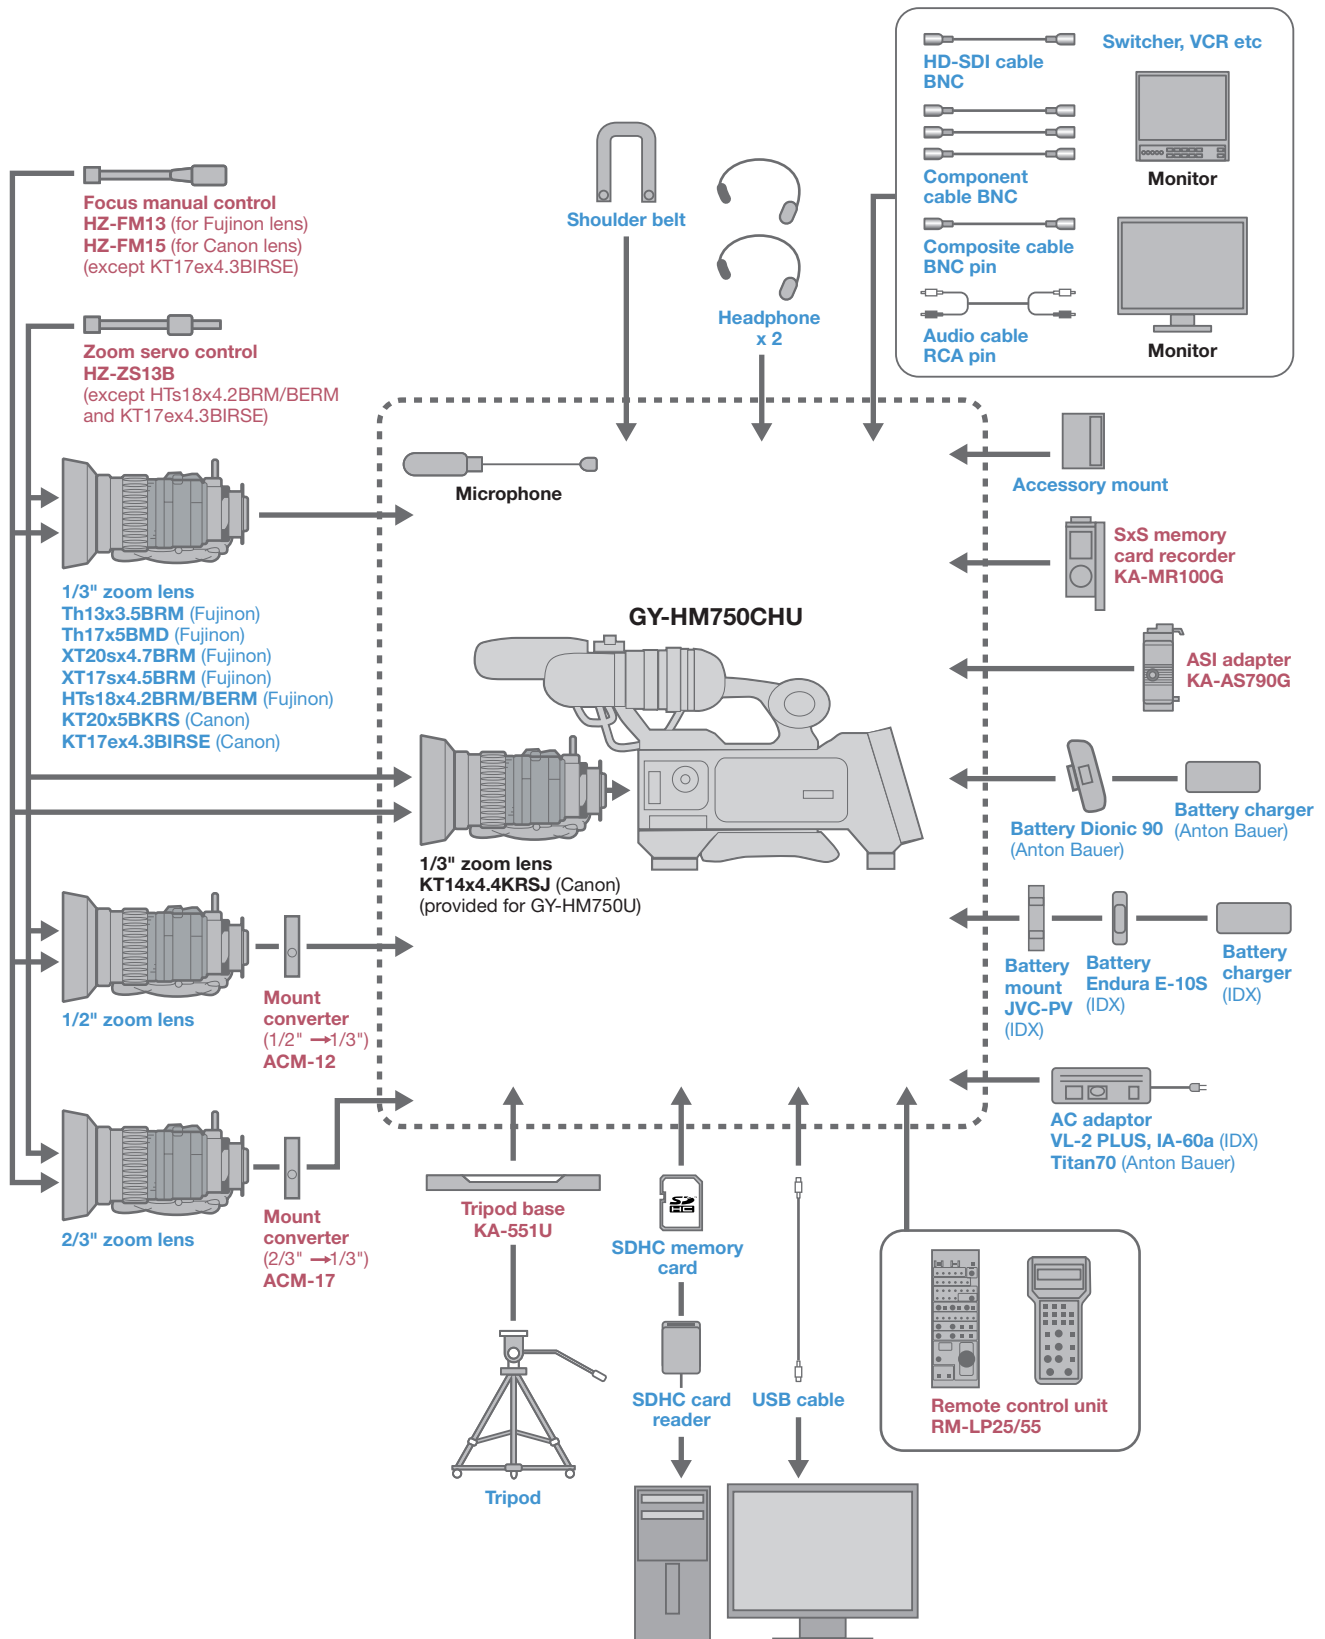 HD-SDI cable
BNC
Switcher, VCR etc
Component
cable BNC
Monitor
Composite cable
BNC pin
Audio cable
RCA pin
Monitor
Focus manual control
HZ-FM13 (for Fujinon lens)
HZ-FM15 (for Canon lens)
(except KT17ex4.3BIRSE)
Shoulder belt
Headphone
x 2
Zoom servo control
HZ-ZS13B
(except HTs18x4.2BRM/BERM
and KT17ex4.3BIRSE)
Microphone
Accessory mount
SxS memory
card recorder
KA-MR100G
1/3" zoom lens
Th13x3.5BRM (Fujinon)
Th17x5BMD (Fujinon)
XT20sx4.7BRM (Fujinon)
XT17sx4.5BRM (Fujinon)
HTs18x4.2BRM/BERM (Fujinon)
KT20x5BKRS (Canon)
KT17ex4.3BIRSE (Canon)
GY-HM750CHU
ASI adapter
KA-AS790G
1/3" zoom lens
KT14x4.4KRSJ (Canon)
(provided for GY-HM750U)
Battery Dionic 90
(Anton Bauer)
Battery charger
(Anton Bauer)
Battery
mount
JVC-PV
(IDX)
Battery
Endura E-10S
(IDX)
Battery
charger
(IDX)
1/2" zoom lens
Mount
converter
(1/2" →1/3")
ACM-12
AC adaptor
VL-2 PLUS, IA-60a (IDX)
Titan70 (Anton Bauer)
2/3" zoom lens
Mount
converter
(2/3" →1/3")
ACM-17
Tripod base
KA-551U
SD
HC
SDHC memory
card
SDHC card
reader
USB cable
Remote control unit
RM-LP25/55
Tripod